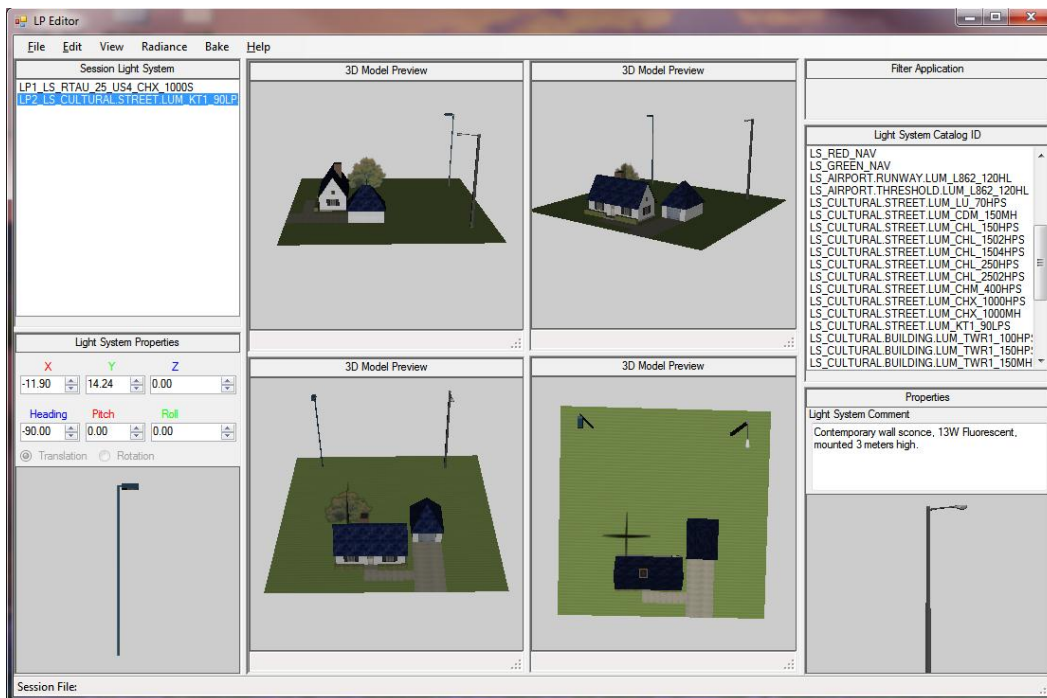 LP Editor
File Edit View Radiance Bake Help
Session Light System
LP1_LS_RTAU_25_US4_CHX_1000S
LP2_LS_CULTURAL.STREET.LUM_KT1_90LP
Light System Properties
X Y Z
-11.90 14.24 0.00
Heading Pitch Roll
-90.00 0.00 0.00
Translation Rotation
3D Model Preview
3D Model Preview
3D Model Preview
3D Model Preview
Filter Application
Light System Catalog ID
LS_RED_NAV
LS_GREEN_NAV
LS_AIRPORT.RUNWAY.LUM_L862_120HL
LS_AIRPORT.THRESHOLD.LUM_L862_120HL
LS_CULTURAL.STREET.LUM_LU_70HPS
LS_CULTURAL.STREET.LUM_CDM_150MH
LS_CULTURAL.STREET.LUM_CHL_150HPS
LS_CULTURAL.STREET.LUM_CHL_1502HPS
LS_CULTURAL.STREET.LUM_CHL_1504HPS
LS_CULTURAL.STREET.LUM_CHL_250HPS
LS_CULTURAL.STREET.LUM_CHL_2502HPS
LS_CULTURAL.STREET.LUM_CHM_400HPS
LS_CULTURAL.STREET.LUM_CHX_1000HPS
LS_CULTURAL.STREET.LUM_CHX_1000MH
LS_CULTURAL.STREET.LUM_KT1_90LPS
LS_CULTURAL.BUILDING.LUM_TWR1_100HP
LS_CULTURAL.BUILDING.LUM_TWR1_150HP
LS_CULTURAL.BUILDING.LUM_TWR1_150MH
Properties
Light System Comment
Contemporary wall sconce, 13W Fluorescent,
mounted 3 meters high.
Session File: